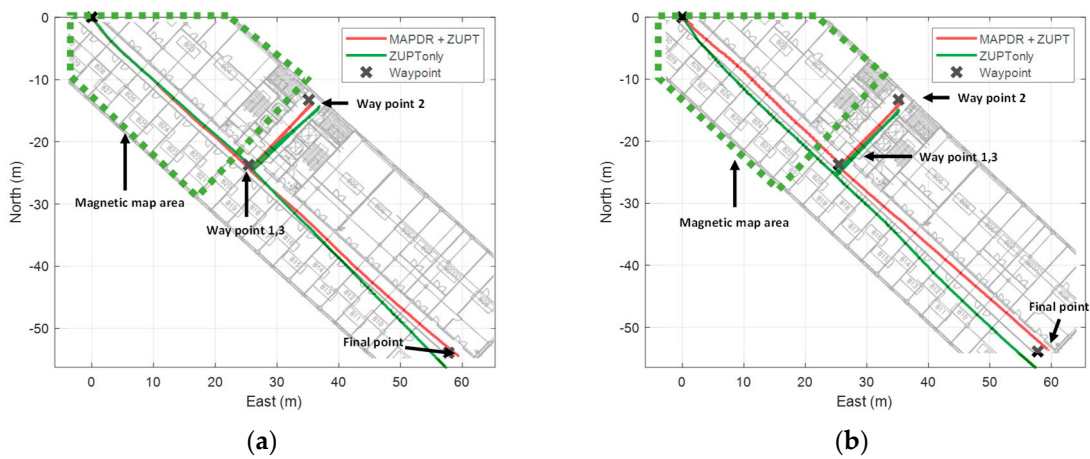 0
-10
-20
-30
-40
-50
North (m)
0
10
20
30
40
50
60
East (m)
MAPDR + ZUPT
ZUPTonly
Waypoint
Way point 2
Magnetic map area
Way point 1,3
Final point
(a)
0
-10
-20
-30
-40
-50
North (m)
0
10
20
30
40
50
60
East (m)
MAPDR + ZUPT
ZUPTonly
Waypoint
Way point 2
Way point 1,3
Magnetic map area
Final point
(b)